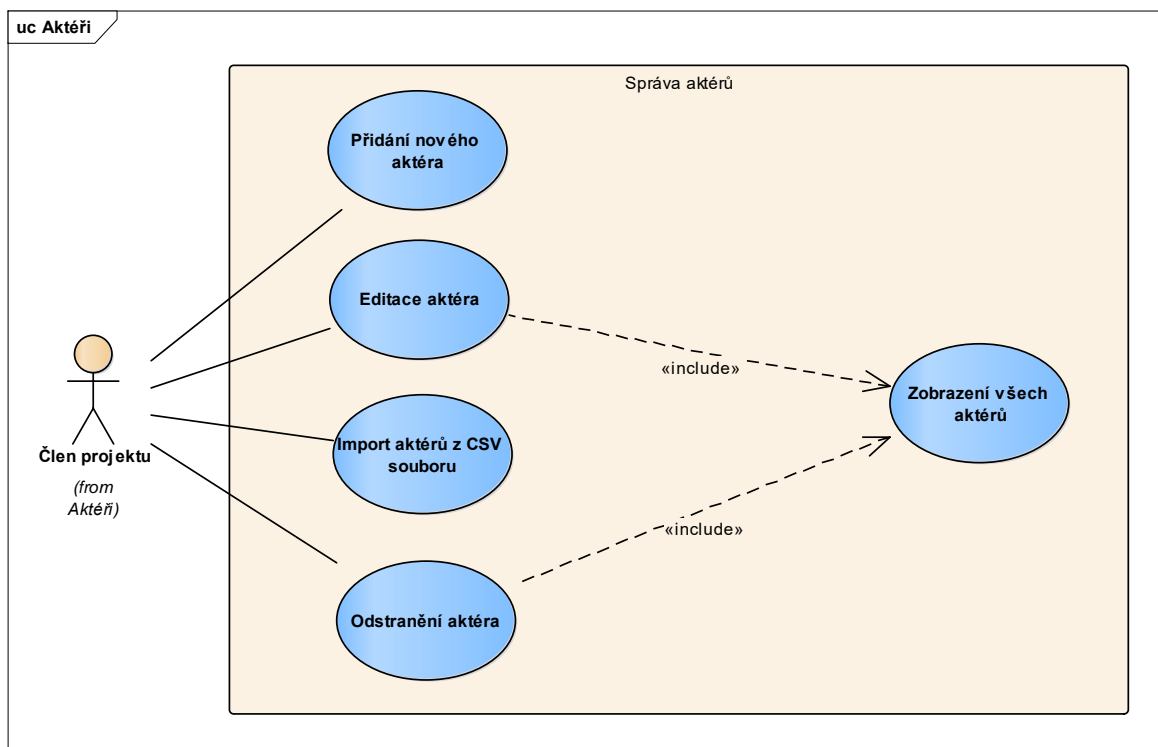 uc Aktéři
Správa aktérů
Přidání nového
aktéra
Editace aktéra
«include»
Zobrazení všech
aktérů
Člen projektu
(from
Aktéři)
Import aktérů z CSV
souboru
«include»
Odstranění aktéra